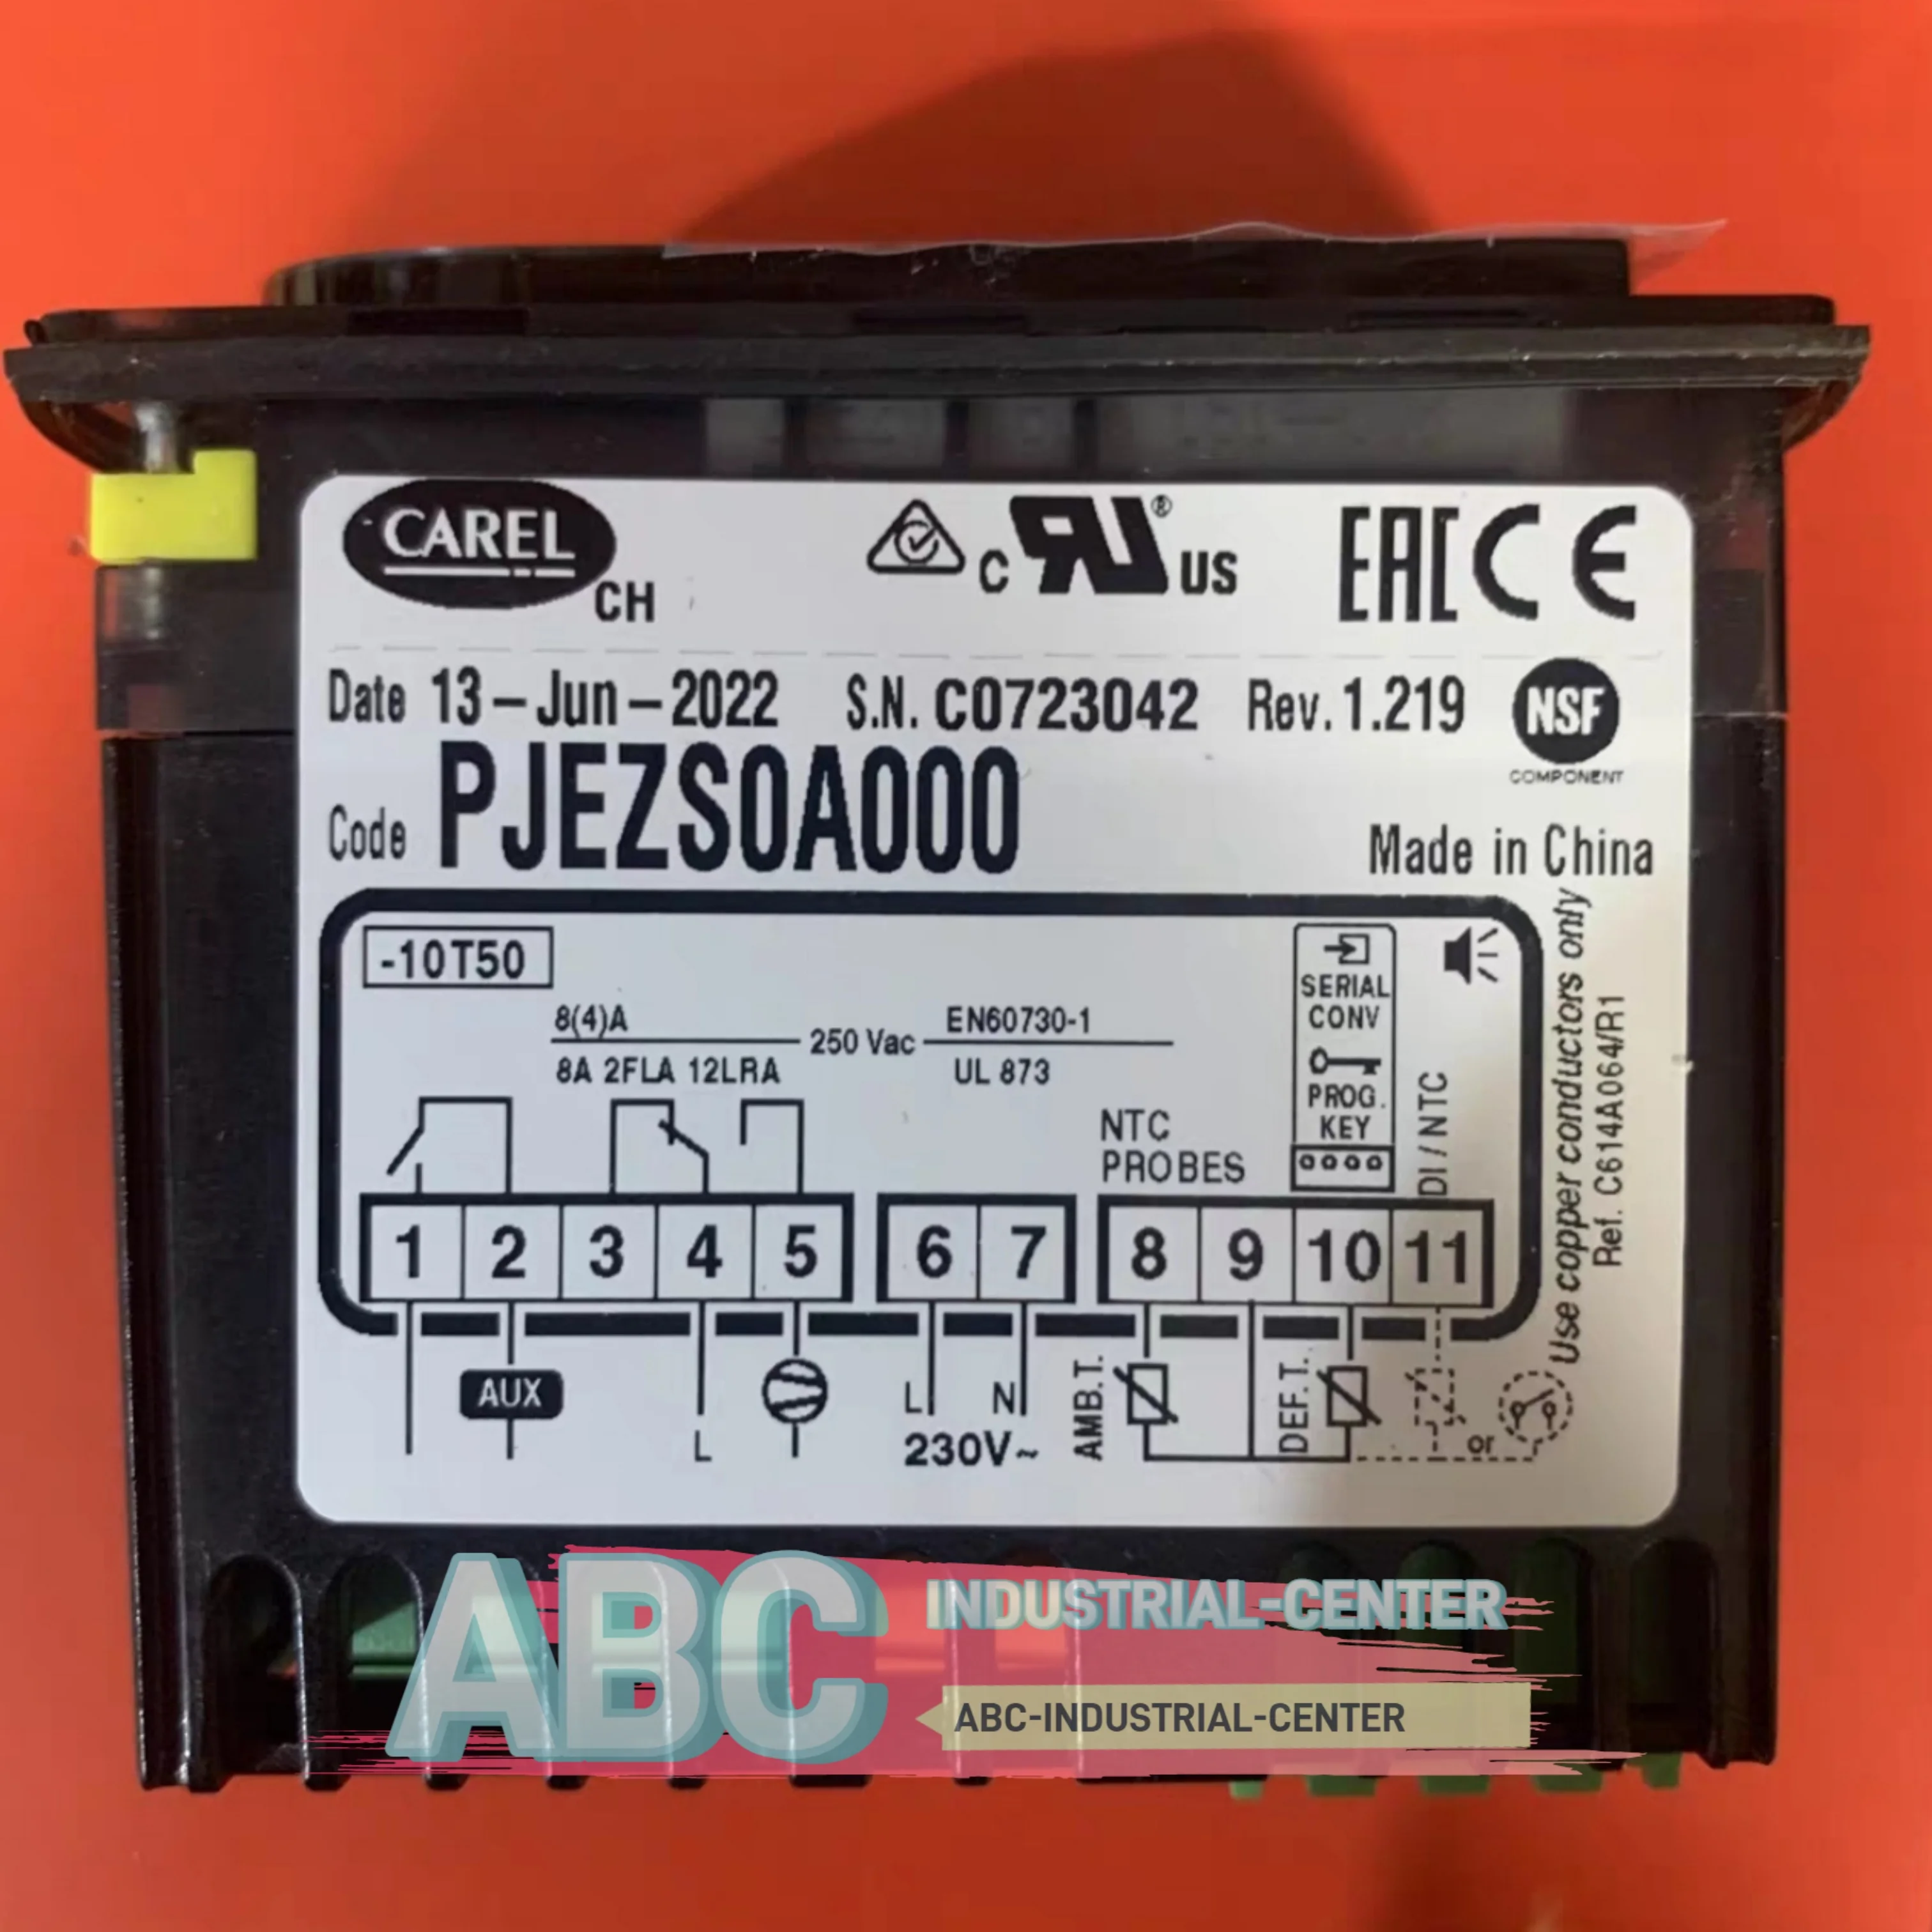 CAREL
CH
C RU® US
EAC CE
Date 13-Jun-2022 S.N. C0723042 Rev. 1.219
NSF
COMPONENT
Code PJEZS0A000
Made in China
-10T50
8(4)A
8A 2FLA 12LRA
250 Vac
EN60730-1
UL 873
SERIAL
CONV
PROG.
KEY
NTC
PROBES
DI/NTC
Use copper conductors only
Ref. C614A064/R1
1 2 3 4 5 6 7 8 9 10 11
AUX
L
L N
230V~
AMB.T.
DEF.T.
or
ABC
INDUSTRIAL-CENTER
ABC-INDUSTRIAL-CENTER